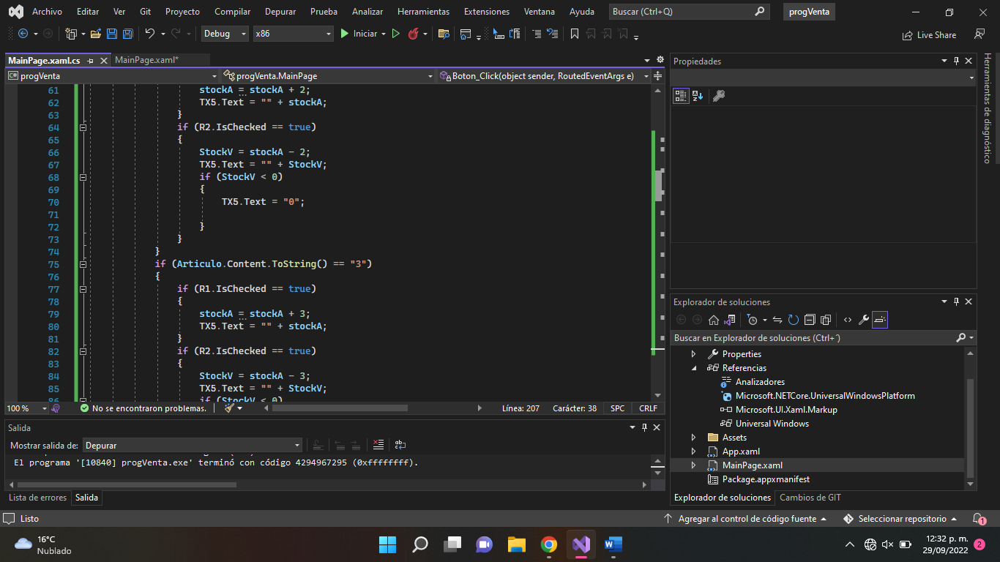 Archivo Editar Ver Git Proyecto Compilar Depurar Prueba Analizar Herramientas Extensiones Ventana Ayuda Buscar (Ctrl+Q) progVenta
Debug x86 Iniciar Live Share
MainPage.xaml.cs MainPage.xaml*
progVenta progVenta.MainPage Boton_Click(object sender, RoutedEventArgs e)
61 stockA = stockA + 2;
62 TX5.Text = "" + stockA;
63 }
64 if (R2.IsChecked == true)
65 {
66 StockV = stockA - 2;
67 TX5.Text = "" + StockV;
68 if (StockV < 0)
69 {
70 TX5.Text = "0";
71
72 }
73 }
74 }
75 if (Articulo.Content.ToString() == "3")
76 {
77 if (R1.IsChecked == true)
78 {
79 stockA = stockA + 3;
80 TX5.Text = "" + stockA;
81 }
82 if (R2.IsChecked == true)
83 {
84 StockV = stockA - 3;
85 TX5.Text = "" + StockV;
86 if (StockV < 0)
100 % No se encontraron problemas. Línea: 207 Carácter: 38 SPC CRLF
Salida
Mostrar salida de: Depurar
El programa '[10840] progVenta.exe' terminó con código 4294967295 (0xffffffff).
Lista de errores Salida
Propiedades
Herramientas de diagnóstico
Explorador de soluciones
Buscar en Explorador de soluciones (Ctrl+´)
Properties
Referencias
Analizadores
Microsoft.NETCore.UniversalWindowsPlatform
Microsoft.UI.Xaml.Markup
Universal Windows
Assets
App.xaml
MainPage.xaml
Package.appxmanifest
Explorador de soluciones Cambios de GIT
Listo Agregar al control de código fuente Seleccionar repositorio 1
16°C
Nublado
12:32 p. m.
29/09/2022 2